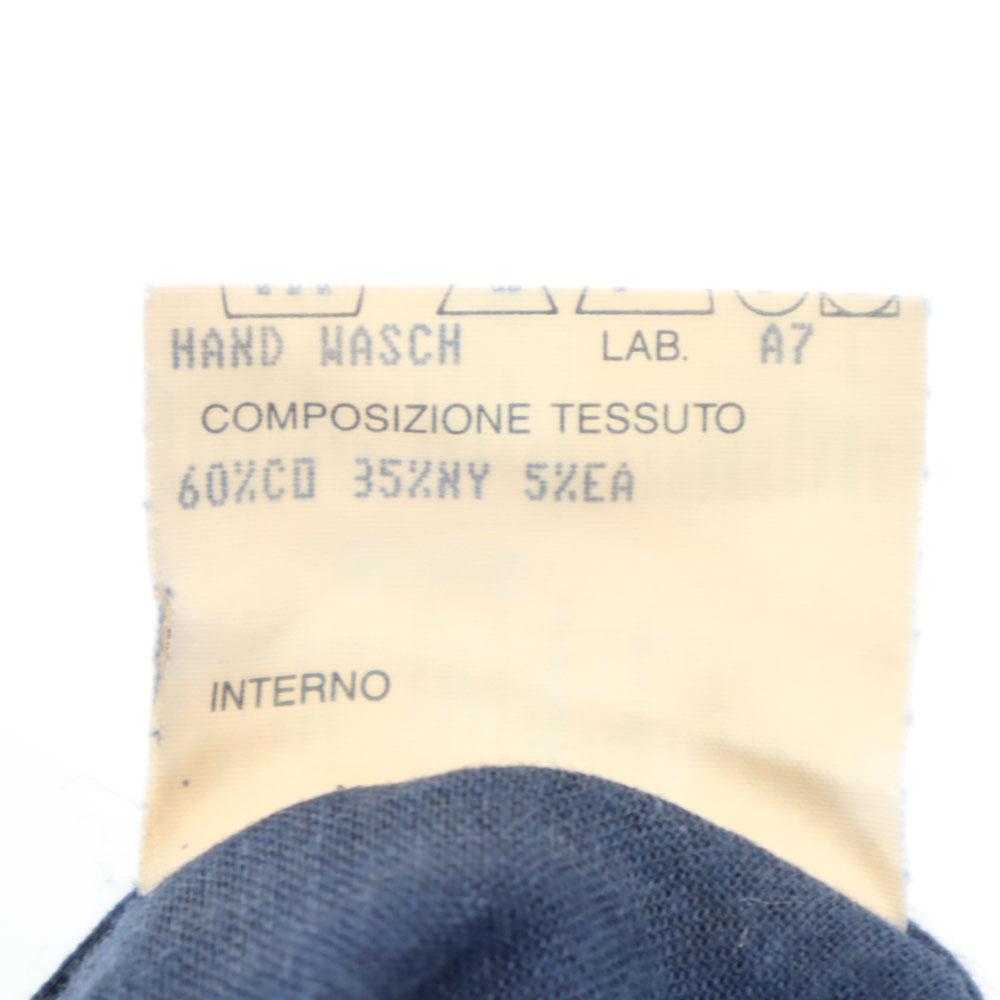 HAND WASCH LAB. A7
COMPOSIZIONE TESSUTO
60%CO 35%NY 5%EA
INTERNO